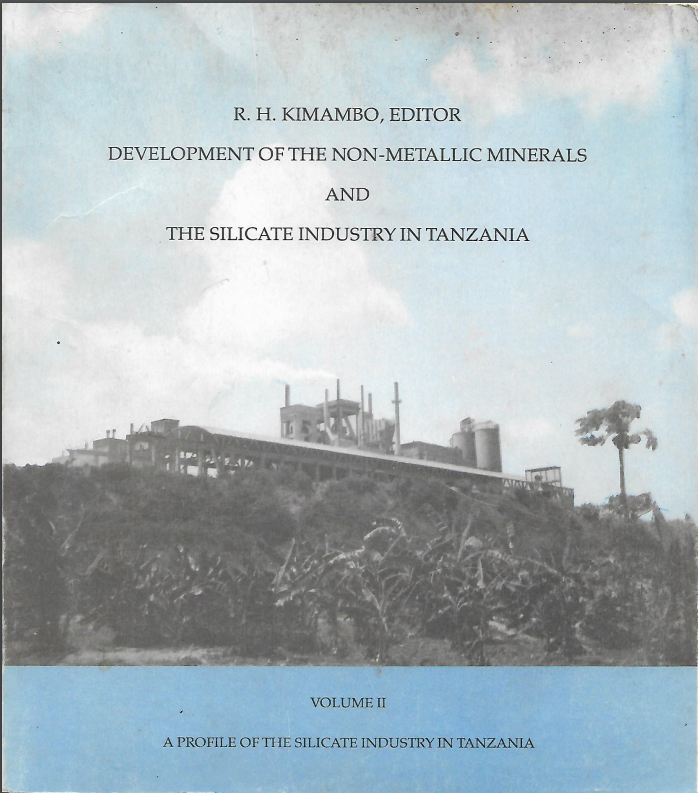 R. H. KIMAMBO, EDITOR
DEVELOPMENT OF THE NON-METALLIC MINERALS
AND
THE SILICATE INDUSTRY IN TANZANIA
VOLUME II
A PROFILE OF THE SILICATE INDUSTRY IN TANZANIA